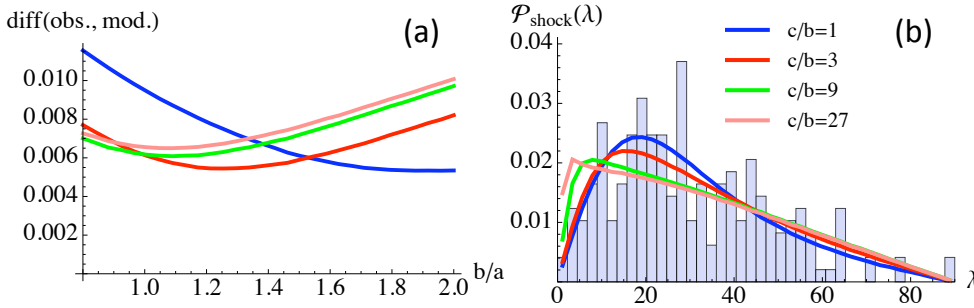 diff(obs., mod.)
(a)
0.010
0.008
0.006
0.004
0.002
0.000
1.0 1.2 1.4 1.6 1.8 2.0 b/a
𝒫shock(λ)
(b)
0.04
0.03
0.02
0.01
0 20 40 60 80 λ
c/b=1
c/b=3
c/b=9
c/b=27